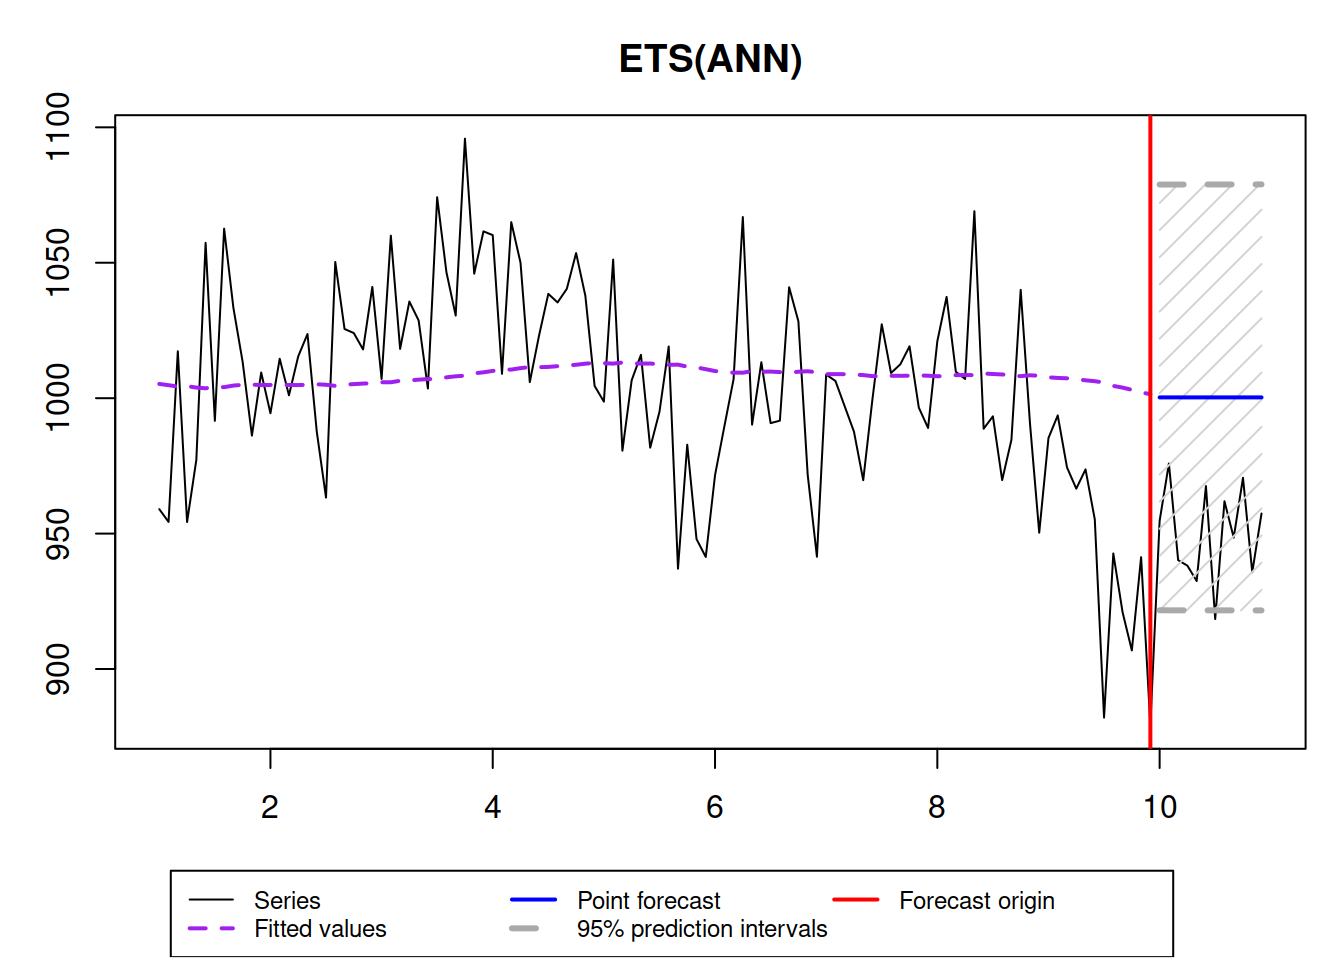 ETS(ANN)
1100
1050
1000
950
900
2 4 6 8 10
Series Point forecast Forecast origin
Fitted values 95% prediction intervals